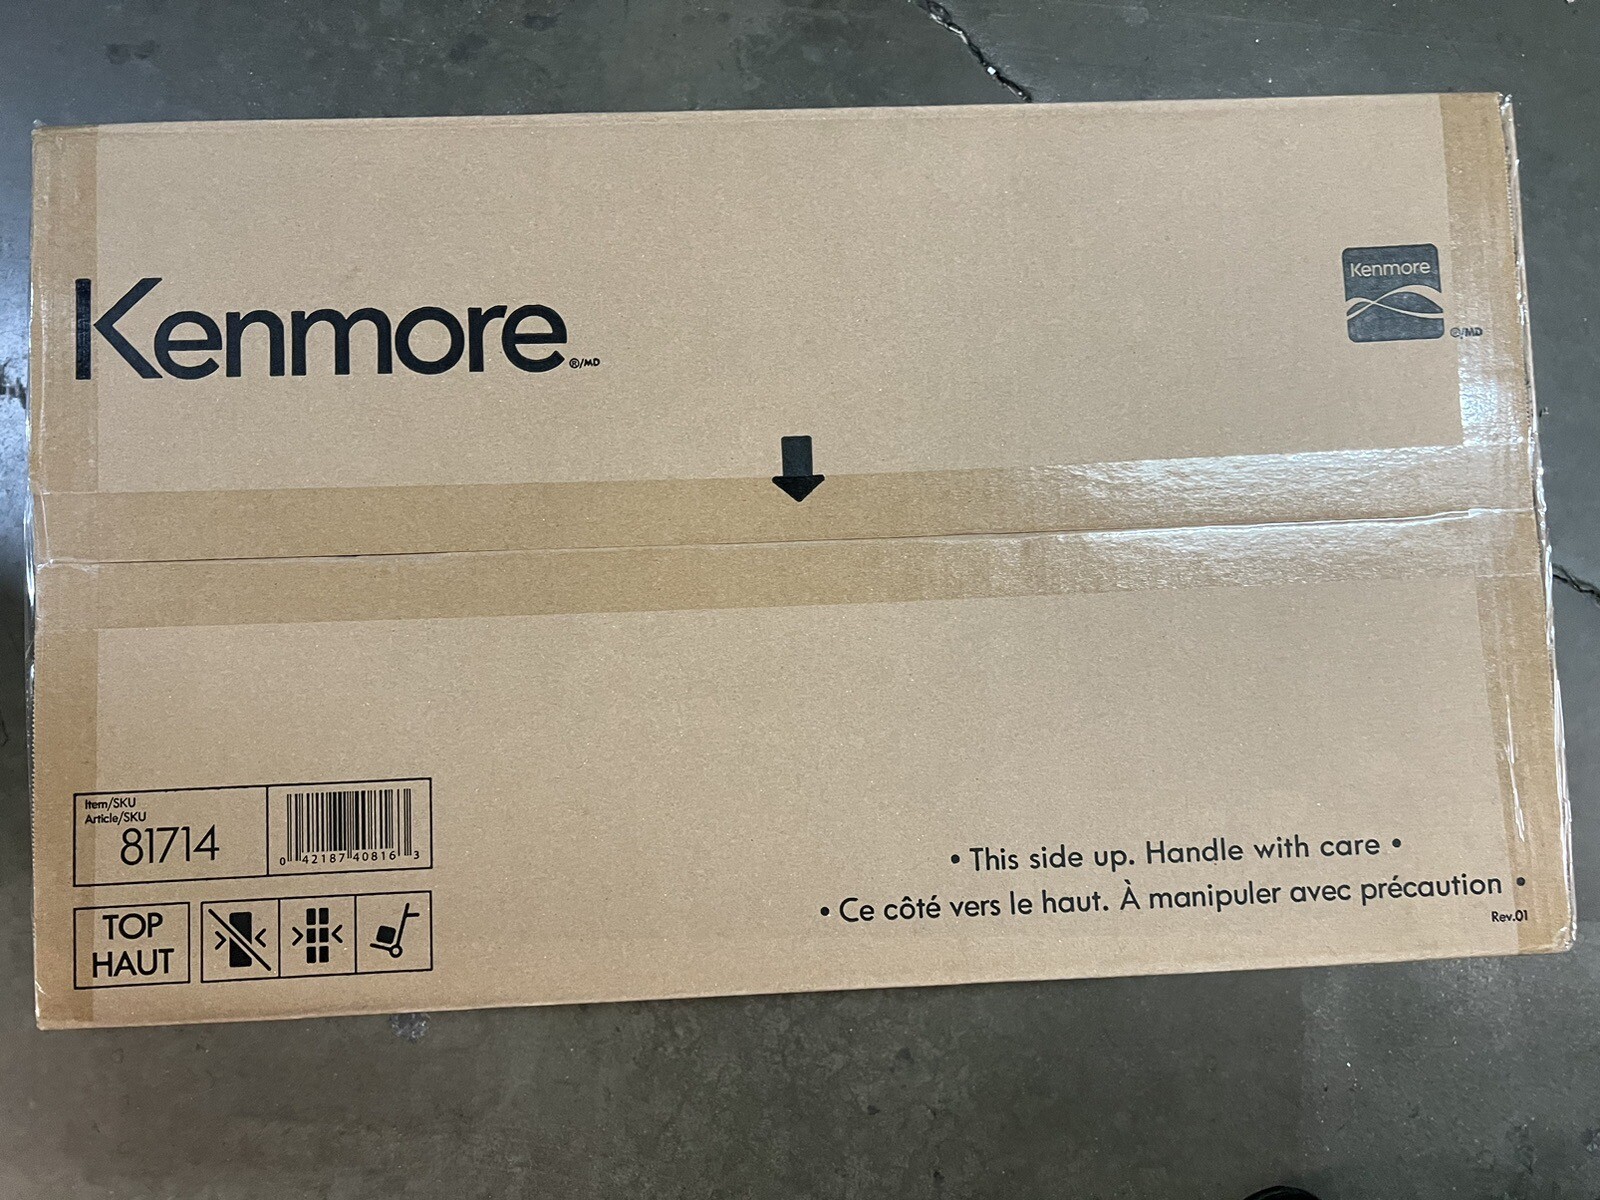 Kenmore ®/MD
Kenmore
®/MD
Item/SKU
Article/SKU
81714
0 42187 40816 3
TOP
HAUT
• This side up. Handle with care •
• Ce côté vers le haut. À manipuler avec précaution •
Rev.01